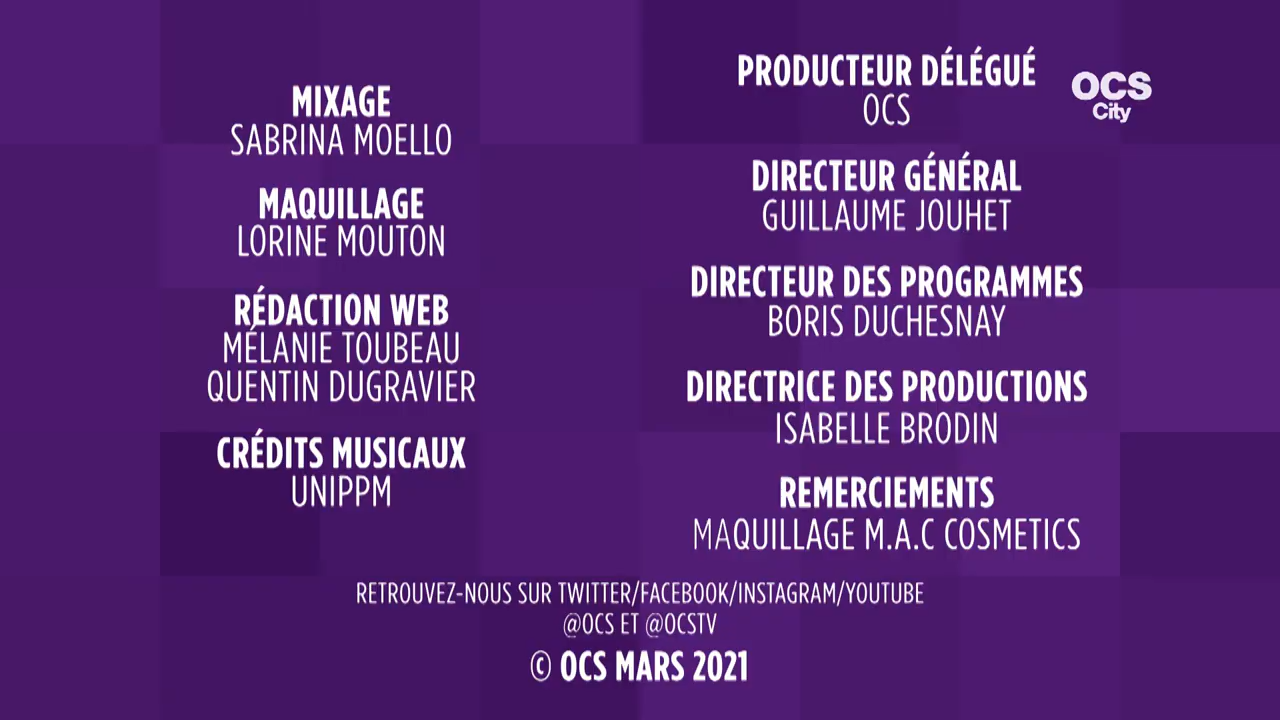 MIXAGE
SABRINA MOELLO
MAQUILLAGE
LORINE MOUTON
RÉDACTION WEB
MÉLANIE TOUBEAU
QUENTIN DUGRAVIER
CRÉDITS MUSICAUX
UNIPPM
PRODUCTEUR DÉLÉGUÉ
OCS
DIRECTEUR GÉNÉRAL
GUILLAUME JOUHET
DIRECTEUR DES PROGRAMMES
BORIS DUCHESNAY
DIRECTRICE DES PRODUCTIONS
ISABELLE BRODIN
REMERCIEMENTS
MAQUILLAGE M.A.C COSMETICS
OCS
City
RETROUVEZ-NOUS SUR TWITTER/FACEBOOK/INSTAGRAM/YOUTUBE
@OCS ET @OCSTV
© OCS MARS 2021